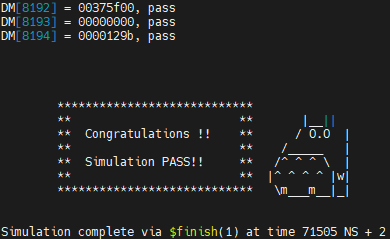 DM[8192] = 00375f00, pass
DM[8193] = 00000000, pass
DM[8194] = 0000129b, pass
***************************
**                       **       |__||
**  Congratulations !!   **      / O.O  |
**                       **    /_____   |
**  Simulation PASS!!    **   /^ ^ ^ \  |
**                       **  |^ ^ ^ ^ |w|
***************************   \m___m__|_|
Simulation complete via $finish(1) at time 71505 NS + 2